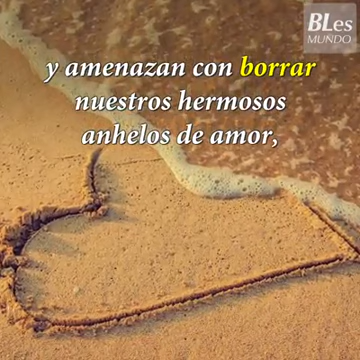 BLes
MUNDO
y amenazan con borrar
nuestros hermosos
anhelos de amor,